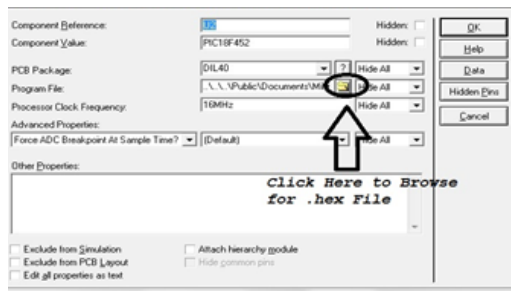 Component Reference: U2 Hidden:
Component Value: PIC18F452 Hidden:
PCB Package: DIL40 ? Hide All
Program File: ..\..\..\Public\Documents\Mik Hide All
Processor Clock Frequency: 16MHz Hide All
Advanced Properties:
Force ADC Breakpoint At Sample Time? (Default) Hide All
Other Properties:
Click Here to Browse
for .hex File
Exclude from Simulation Attach hierarchy module
Exclude from PCB Layout Hide common pins
Edit all properties as text
OK
Help
Data
Hidden Pins
Cancel